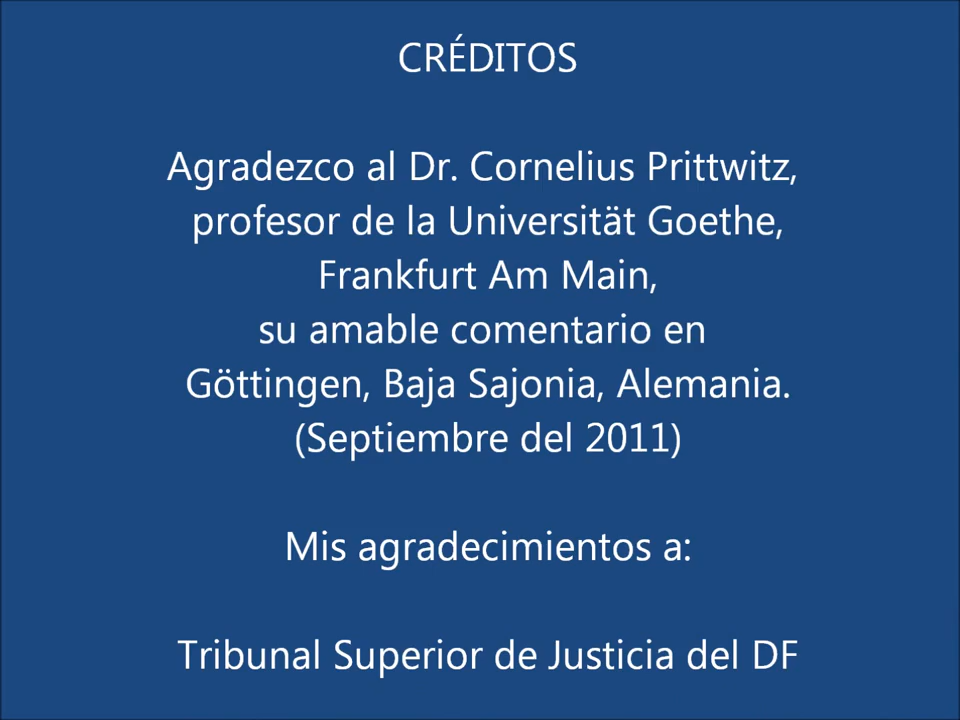 CRÉDITOS
Agradezco al Dr. Cornelius Prittwitz,
profesor de la Universität Goethe,
Frankfurt Am Main,
su amable comentario en
Göttingen, Baja Sajonia, Alemania.
(Septiembre del 2011)
Mis agradecimientos a:
Tribunal Superior de Justicia del DF